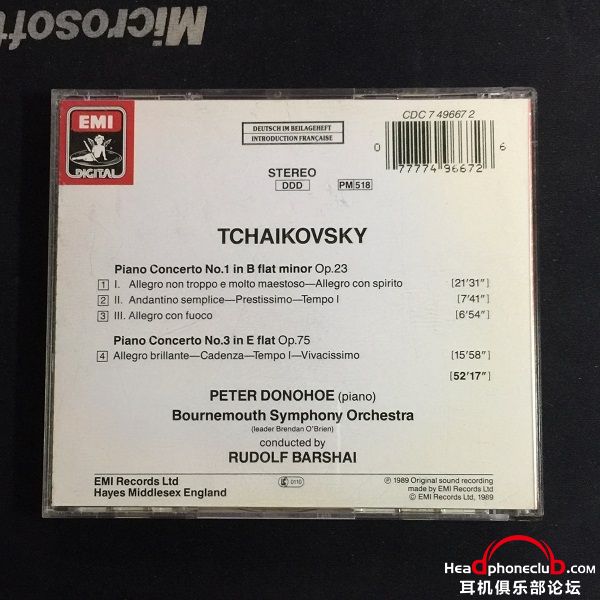 Microsoft
EMI
DIGITAL
DEUTSCH IM BEILAGEHEFT
INTRODUCTION FRANÇAISE
CDC 7 49667 2
0 77774 96672 6
STEREO
DDD PM 518
TCHAIKOVSKY
Piano Concerto No.1 in B flat minor Op.23
1 I. Allegro non troppo e molto maestoso—Allegro con spirito [21'31"]
2 II. Andantino semplice—Prestissimo—Tempo I [7'41"]
3 III. Allegro con fuoco [6'54"]
Piano Concerto No.3 in E flat Op.75
4 Allegro brillante—Cadenza—Tempo I—Vivacissimo [15'58"]
[52'17"]
PETER DONOHOE (piano)
Bournemouth Symphony Orchestra
(leader Brendan O'Brien)
conducted by
RUDOLF BARSHAI
EMI Records Ltd
Hayes Middlesex England
0110
℗ 1989 Original sound recording
made by EMI Records Ltd
© EMI Records Ltd, 1989
Headphoneclub.com
耳机俱乐部论坛